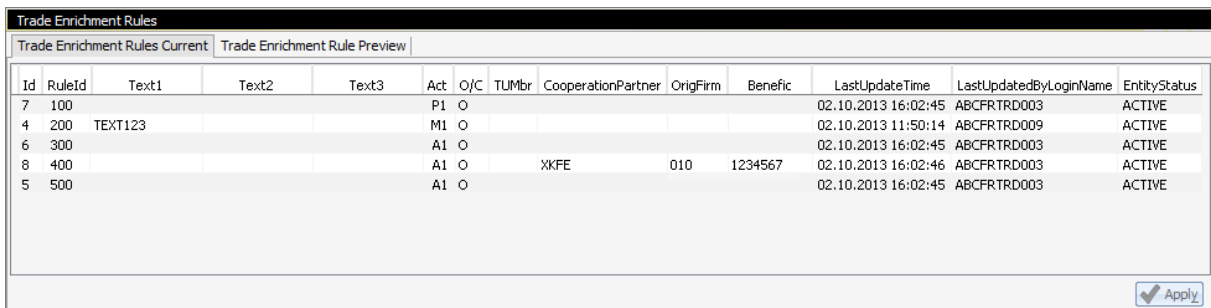 Trade Enrichment Rules
Trade Enrichment Rules Current Trade Enrichment Rule Preview
Id RuleId Text1 Text2 Text3 Act O/C TUMbr CooperationPartner OrigFirm Benefic LastUpdateTime LastUpdatedByLoginName EntityStatus
7 100 P1 O 02.10.2013 16:02:45 ABCFRTRD003 ACTIVE
4 200 TEXT123 M1 O 02.10.2013 11:50:14 ABCFRTRD009 ACTIVE
6 300 A1 O 02.10.2013 16:02:45 ABCFRTRD003 ACTIVE
8 400 A1 O XKFE 010 1234567 02.10.2013 16:02:46 ABCFRTRD003 ACTIVE
5 500 A1 O 02.10.2013 16:02:45 ABCFRTRD003 ACTIVE
Apply